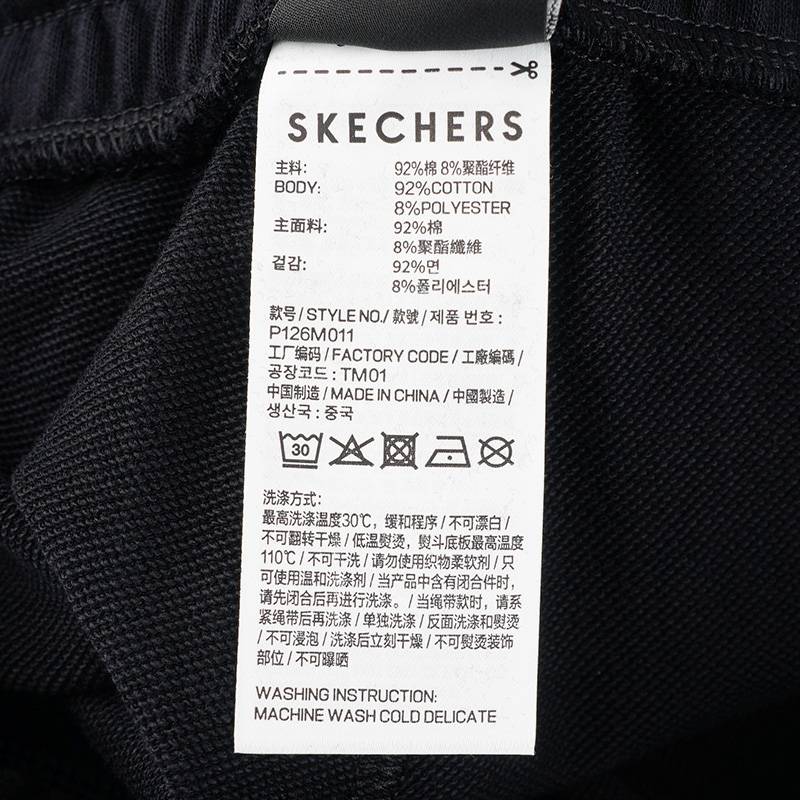 SKECHERS
主料: 92%棉 8%聚酯纤维
BODY: 92%COTTON
8%POLYESTER
主面料: 92%棉
8%聚酯纖維
겉감: 92%면
8%폴리에스터
款号/STYLE NO./款號/제품 번호:
P126M011
工厂编码/FACTORY CODE/工廠編碼/
공장코드: TM01
中国制造/MADE IN CHINA/中國製造/
생산국: 중국
30
洗涤方式:
最高洗涤温度30℃, 缓和程序/不可漂白/
不可翻转干燥/低温熨烫, 熨斗底板最高温度
110℃/不可干洗/请勿使用织物柔软剂/只
可使用温和洗涤剂/当产品中含有闭合件时,
请先闭合后再进行洗涤。/当绳带款时, 请系
紧绳带后再洗涤/单独洗涤/反面洗涤和熨烫
/不可浸泡/洗涤后立刻干燥/不可熨烫装饰
部位/不可曝晒
WASHING INSTRUCTION:
MACHINE WASH COLD DELICATE